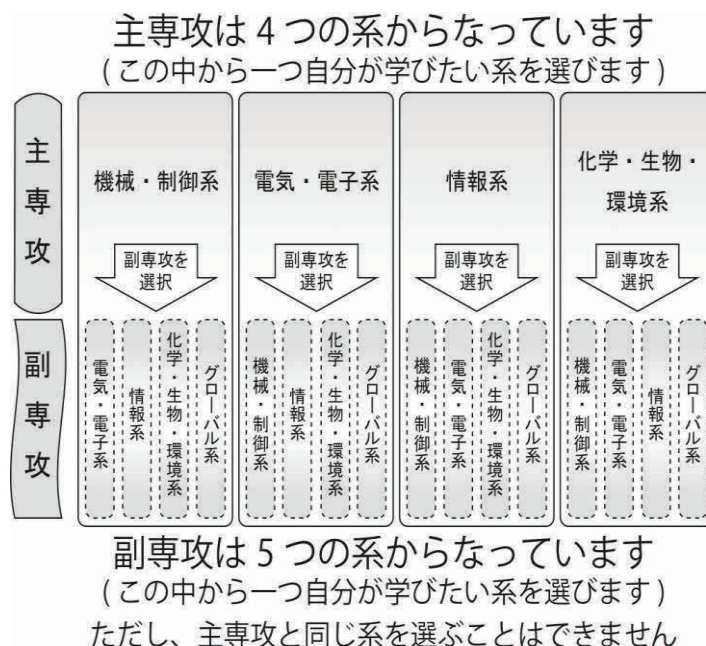 主専攻は4つの系からなっています
(この中から一つ自分が学びたい系を選びます)
主専攻
機械・制御系
電気・電子系
情報系
化学・生物・
環境系
副専攻を
選択
副専攻を
選択
副専攻を
選択
副専攻を
選択
副専攻
電気・電子系
情報系
化学・生物・環境系
グローバル系
機械・制御系
情報系
化学・生物・環境系
グローバル系
機械・制御系
電気・電子系
化学・生物・環境系
グローバル系
機械・制御系
電気・電子系
情報系
グローバル系
副専攻は5つの系からなっています
(この中から一つ自分が学びたい系を選びます)
ただし、主専攻と同じ系を選ぶことはできません